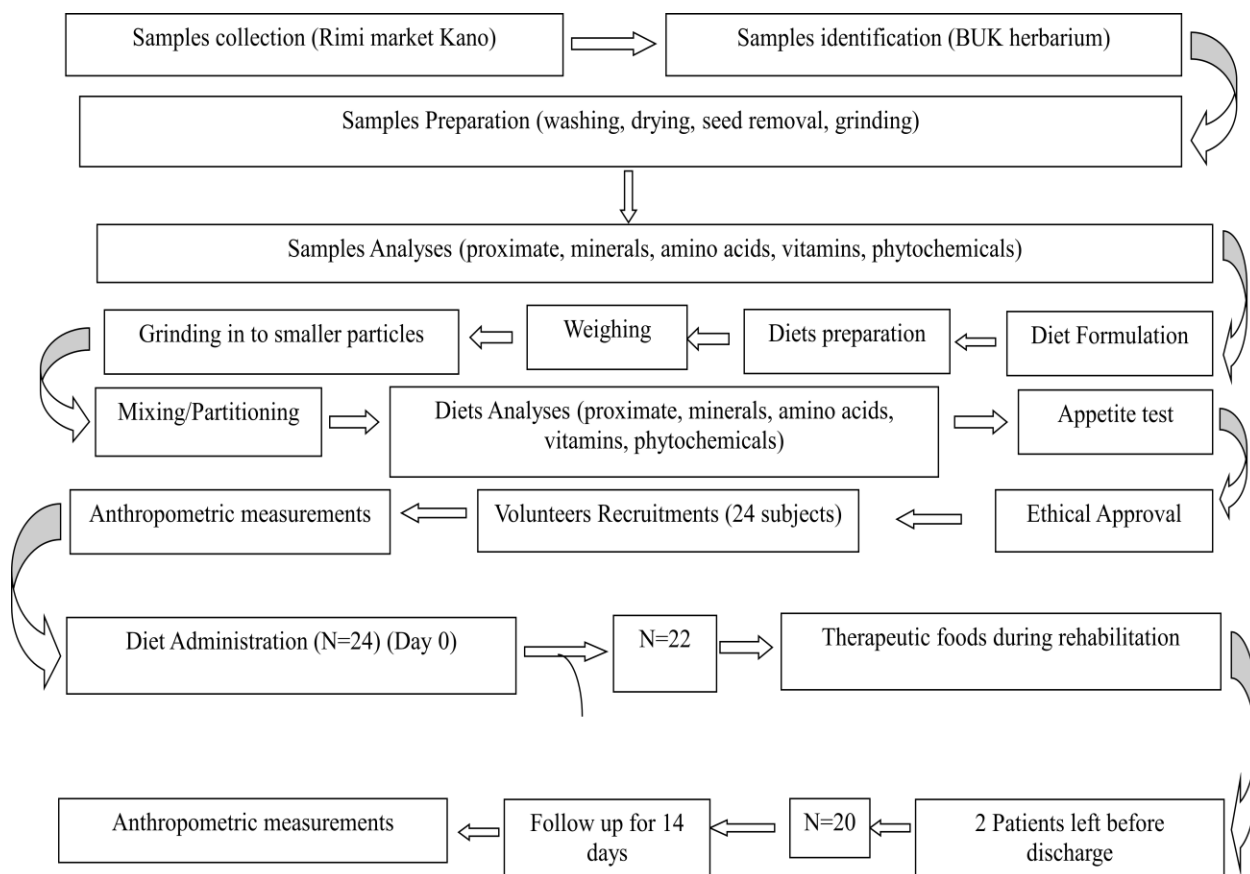 Samples collection (Rimi market Kano)
Samples identification (BUK herbarium)
Samples Preparation (washing, drying, seed removal, grinding)
Samples Analyses (proximate, minerals, amino acids, vitamins, phytochemicals)
Diet Formulation
Diets preparation
Weighing
Grinding in to smaller particles
Mixing/Partitioning
Diets Analyses (proximate, minerals, amino acids,
vitamins, phytochemicals)
Appetite test
Ethical Approval
Volunteers Recruitments (24 subjects)
Anthropometric measurements
Diet Administration (N=24) (Day 0)
N=22
Therapeutic foods during rehabilitation
2 Patients left before
discharge
N=20
Follow up for 14
days
Anthropometric measurements